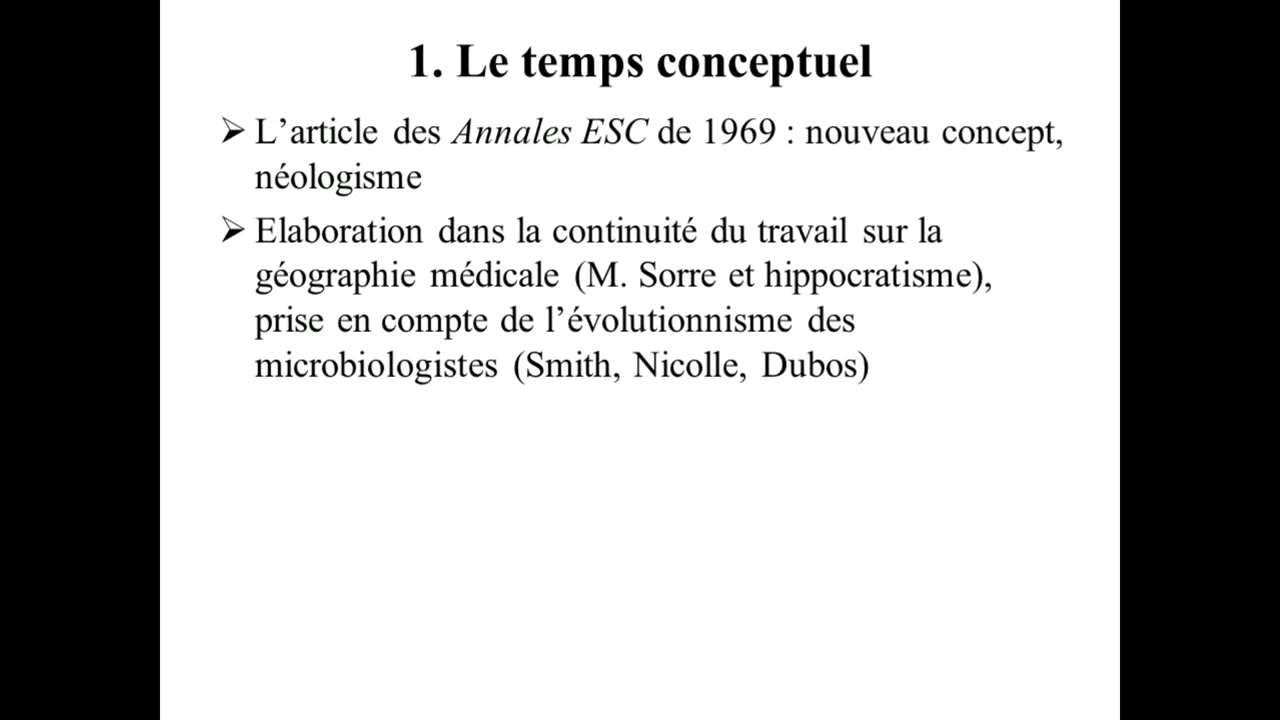 1. Le temps conceptuel
➢ L’article des Annales ESC de 1969 : nouveau concept,
néologisme
➢ Elaboration dans la continuité du travail sur la
géographie médicale (M. Sorre et hippocratisme),
prise en compte de l’évolutionnisme des
microbiologistes (Smith, Nicolle, Dubos)